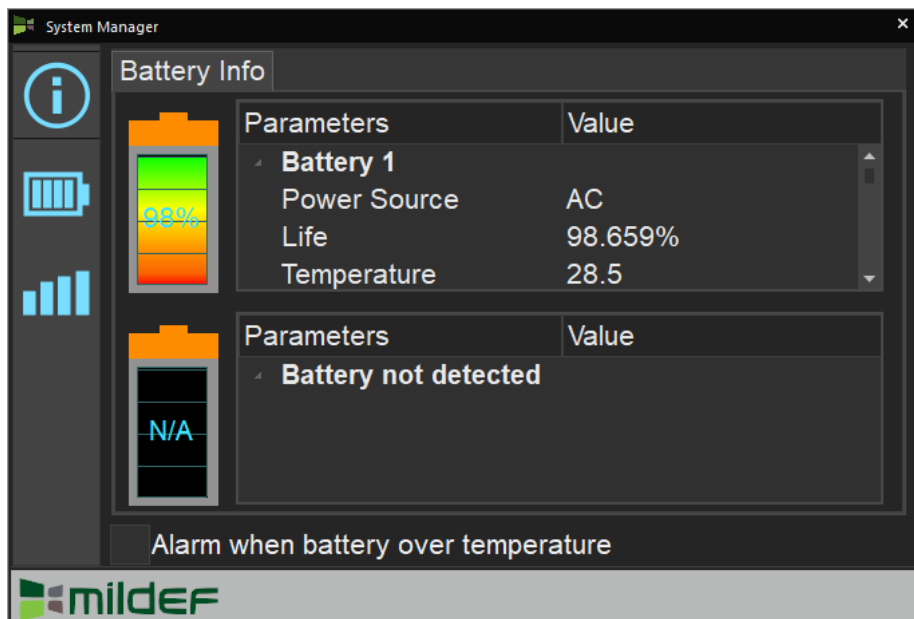 System Manager
Battery Info
Parameters Value
98%
Battery 1
Power Source AC
Life 98.659%
Temperature 28.5
Parameters Value
N/A
Battery not detected
Alarm when battery over temperature
mildef